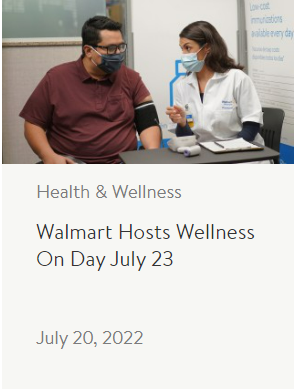 Low-cost
immunizations
available every day
Health & Wellness
Walmart Hosts Wellness
On Day July 23
July 20, 2022